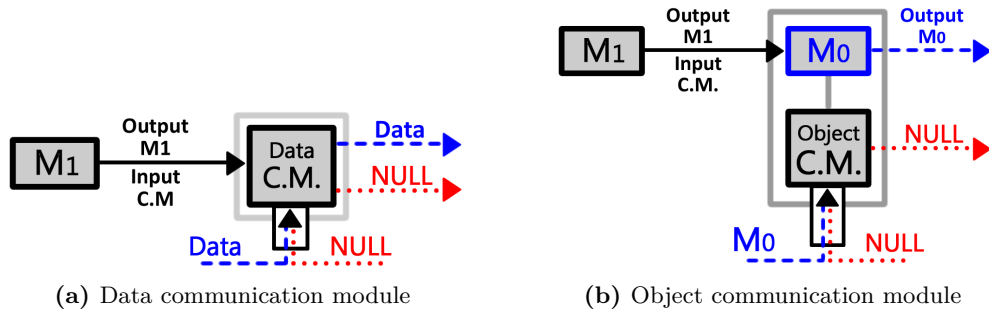 M1
Output
M1
Input
C.M
Data
C.M.
Data
NULL
Data
NULL
(a) Data communication module
M1
Output
M1
Input
C.M.
M0
Output
M0
Object
C.M.
NULL
M0
NULL
(b) Object communication module